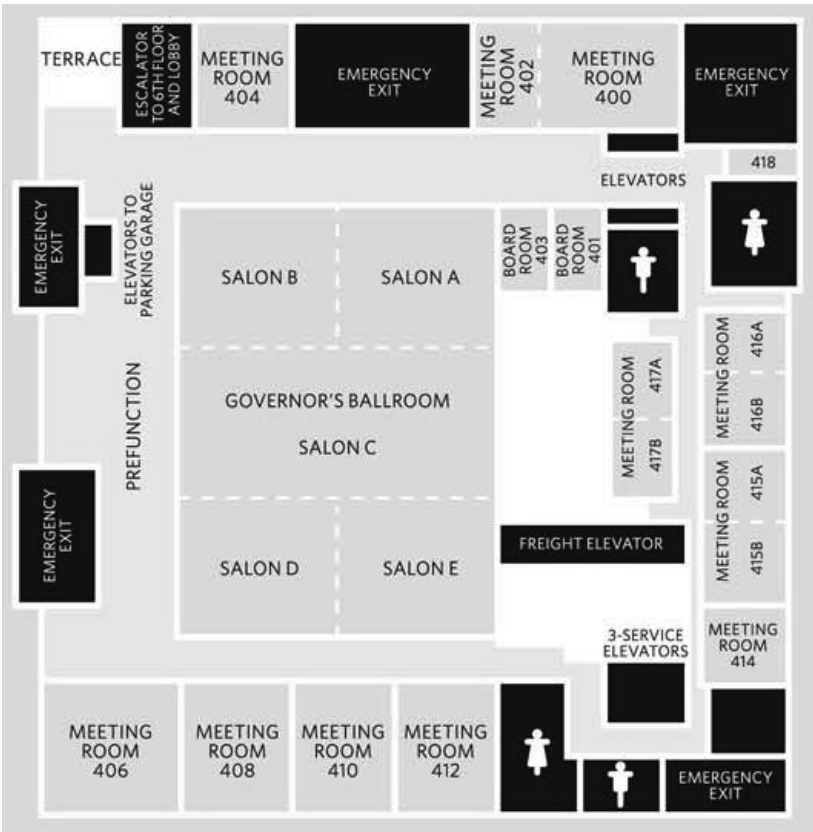 TERRACE
ESCALATOR
TO 6TH FLOOR
AND LOBBY
MEETING
ROOM
404
EMERGENCY
EXIT
MEETING
ROOM
402
MEETING
ROOM
400
EMERGENCY
EXIT
418
ELEVATORS
EMERGENCY
EXIT
ELEVATORS TO
PARKING GARAGE
SALON B
SALON A
BOARD
ROOM
403
BOARD
ROOM
401
MEETING ROOM
416A
416B
MEETING ROOM
417A
417B
PREFUNCTION
GOVERNOR'S BALLROOM
SALON C
MEETING ROOM
415A
415B
EMERGENCY
EXIT
FREIGHT ELEVATOR
SALON D
SALON E
3-SERVICE
ELEVATORS
MEETING
ROOM
414
MEETING
ROOM
406
MEETING
ROOM
408
MEETING
ROOM
410
MEETING
ROOM
412
EMERGENCY
EXIT